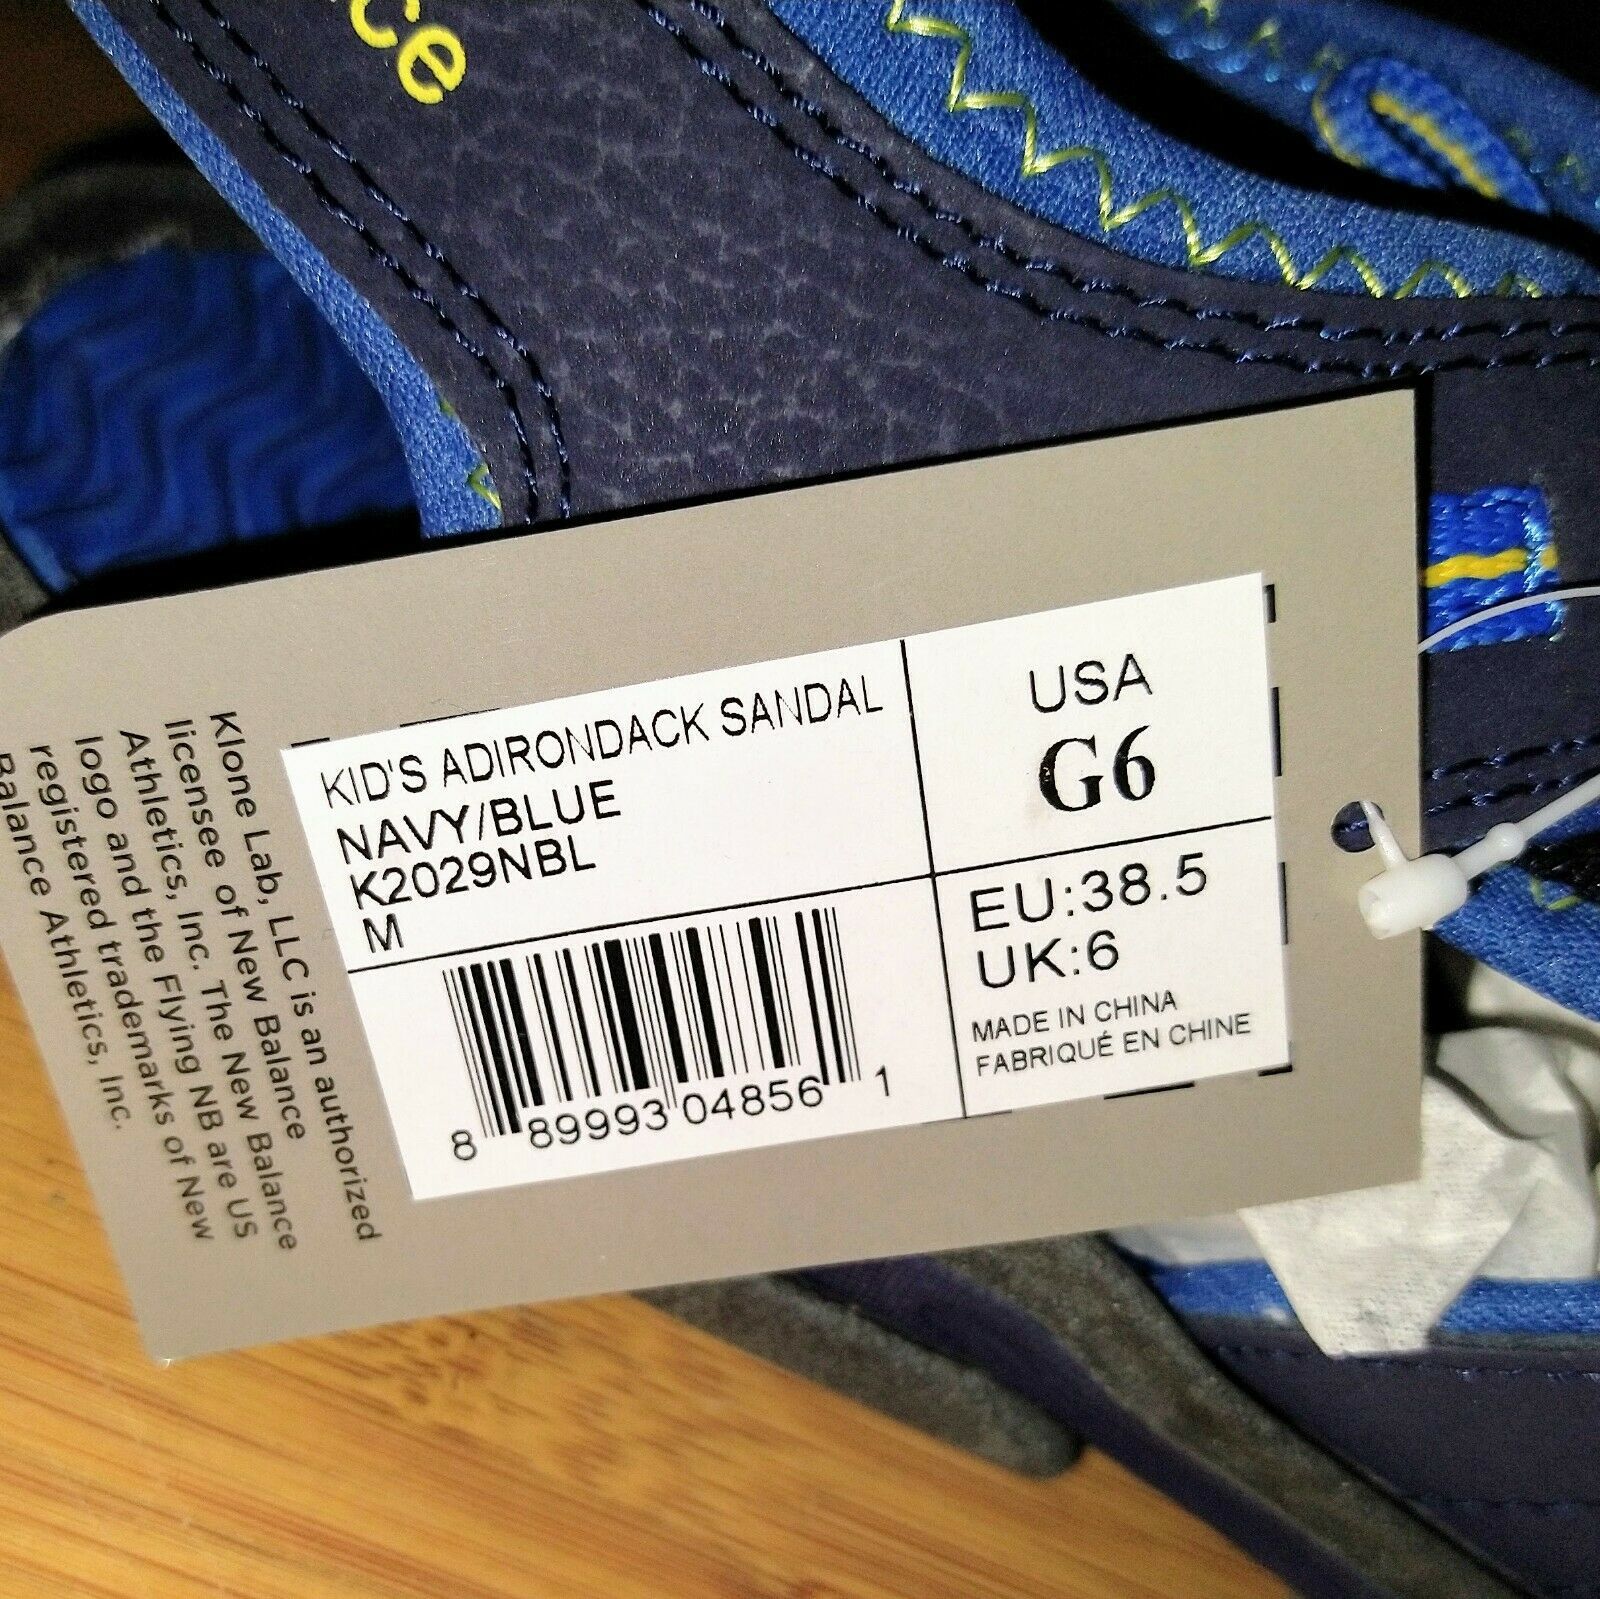 ce
KID'S ADIRONDACK SANDAL
NAVY/BLUE
K2029NBL
M
8 89993 04856 1
USA
G6
EU:38.5
UK:6
MADE IN CHINA
FABRIQUÉ EN CHINE
Klone Lab, LLC is an authorized
licensee of New Balance
Athletics, Inc. The New Balance
logo and the Flying NB are US
registered trademarks of New
Balance Athletics, Inc.